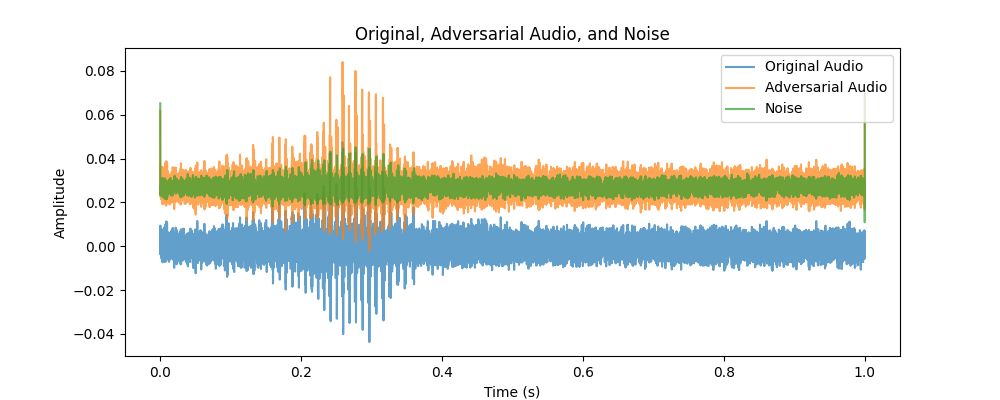 Original, Adversarial Audio, and Noise
Original Audio
Adversarial Audio
Noise
Amplitude
0.08
0.06
0.04
0.02
0.00
−0.02
−0.04
0.0
0.2
0.4
0.6
0.8
1.0
Time (s)